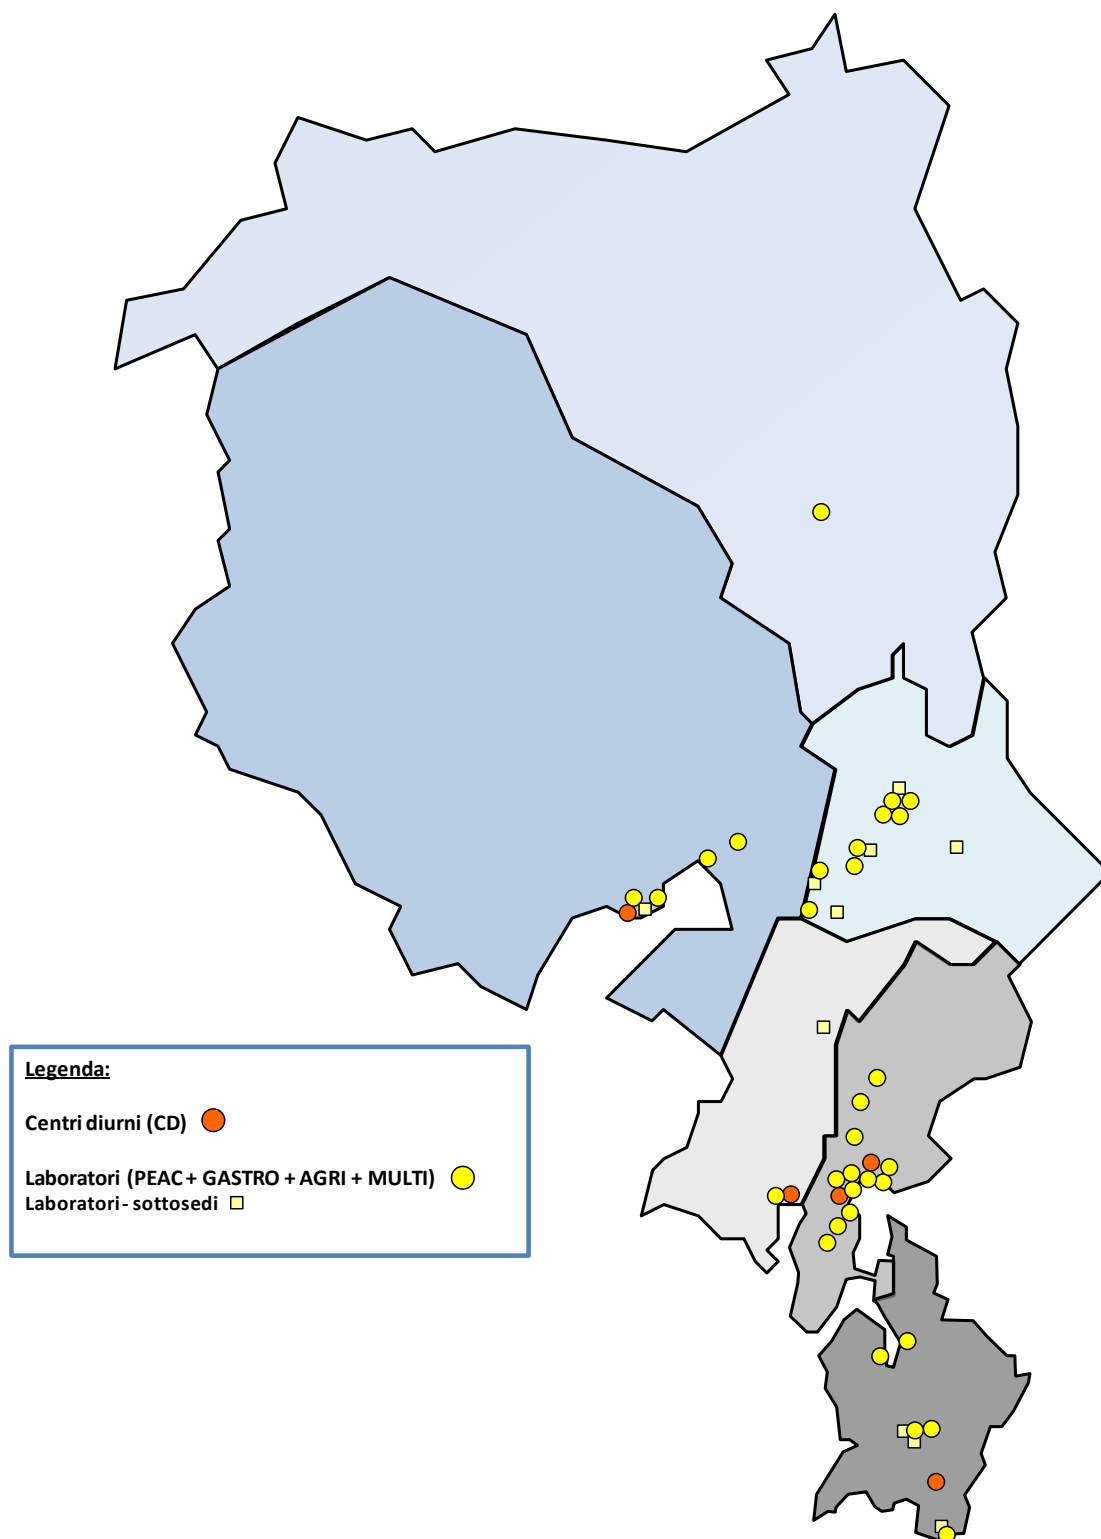 Legenda:
Centri diurni (CD)
Laboratori (PEAC + GASTRO + AGRI + MULTI)
Laboratori - sottosedi